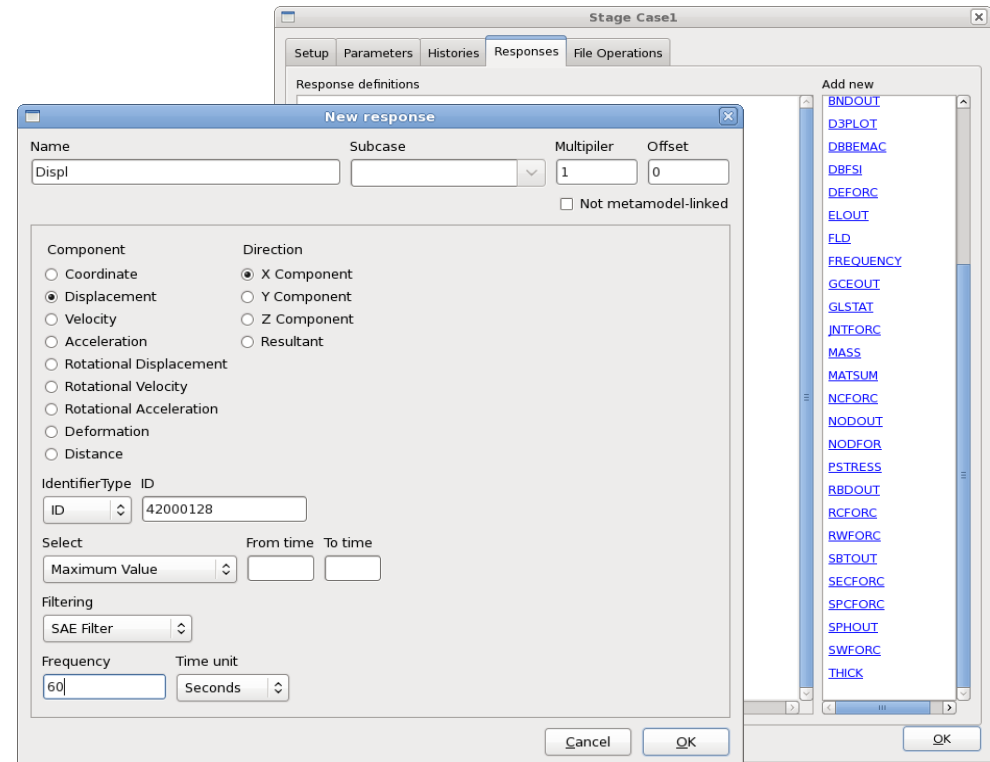 Stage Case1
Setup Parameters Histories Responses File Operations
Response definitions
Add new
BNDOUT
D3PLOT
DBBEMAC
DBFSI
DEFORC
ELOUT
FLD
FREQUENCY
GCEOUT
GLSTAT
JNTFORC
MASS
MATSUM
NCFORC
NODOUT
NODFOR
PSTRESS
RBDOUT
RCFORC
RWFORC
SBTOUT
SECFORC
SPCFORC
SPHOUT
SWFORC
THICK
OK
New response
Name Subcase Multipiler Offset
Displ 1 0
Not metamodel-linked
Component Direction
Coordinate X Component
Displacement Y Component
Velocity Z Component
Acceleration Resultant
Rotational Displacement
Rotational Velocity
Rotational Acceleration
Deformation
Distance
IdentifierType ID
ID 42000128
Select From time To time
Maximum Value
Filtering
SAE Filter
Frequency Time unit
60 Seconds
Cancel OK